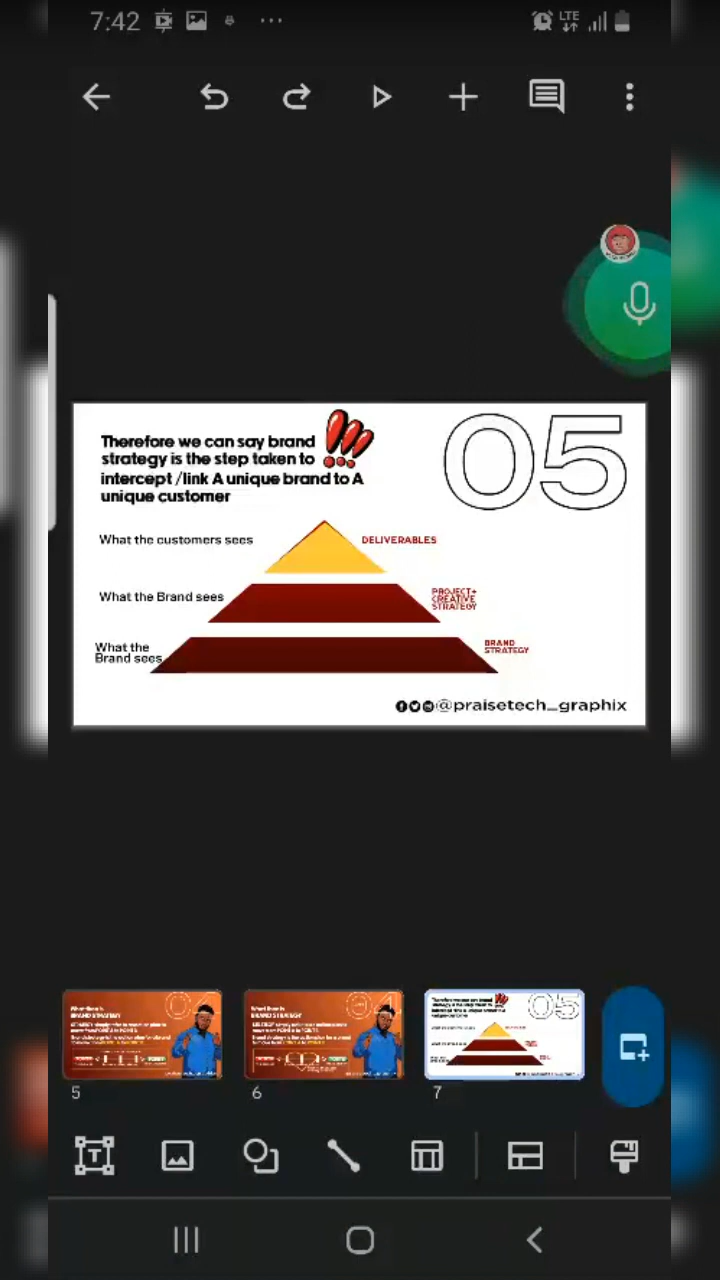 7:42
LTE
Therefore we can say brand
strategy is the step taken to
intercept /link A unique brand to A
unique customer
05
What the customers sees
DELIVERABLES
What the Brand sees
PROJECT+
CREATIVE
STRATEGY
What the
Brand sees
BRAND
STRATEGY
@praisetech_graphix
5
6
7